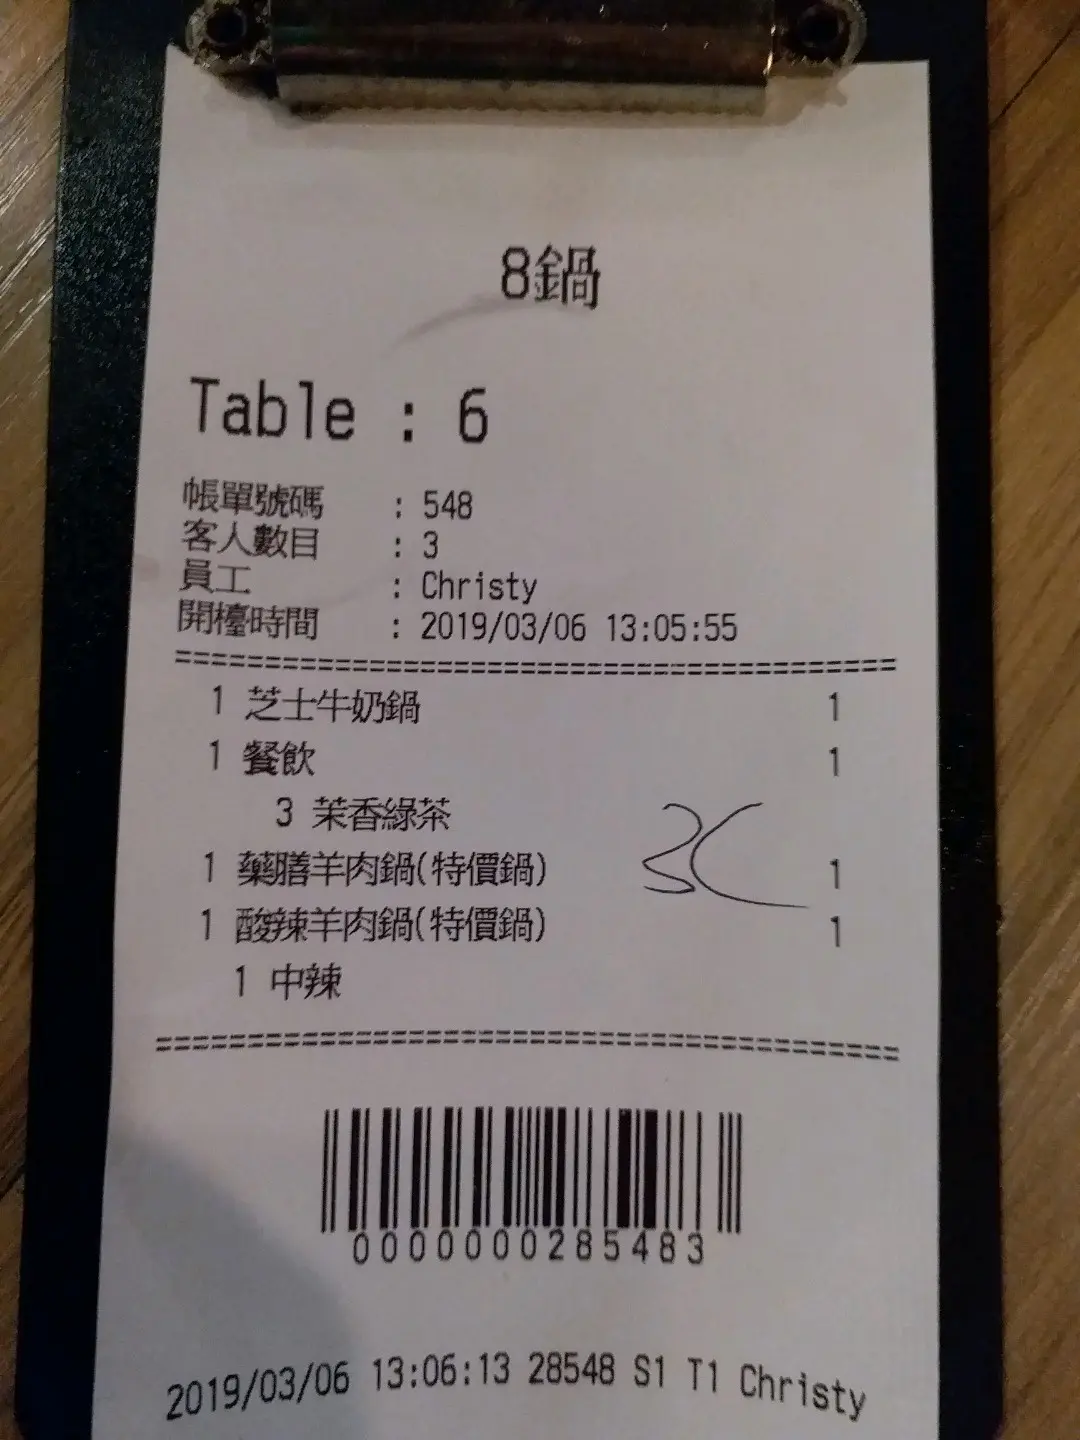 8鍋
Table : 6
帳單號碼 : 548
客人數目 : 3
員工 : Christy
開檯時間 : 2019/03/06 13:05:55
========================================
1 芝士牛奶鍋 1
1 餐飲 1
3 茉香綠茶
1 藥膳羊肉鍋(特價鍋) 1
1 酸辣羊肉鍋(特價鍋) 1
1 中辣
========================================
0000000285483
2019/03/06 13:06:13 28548 S1 T1 Christy